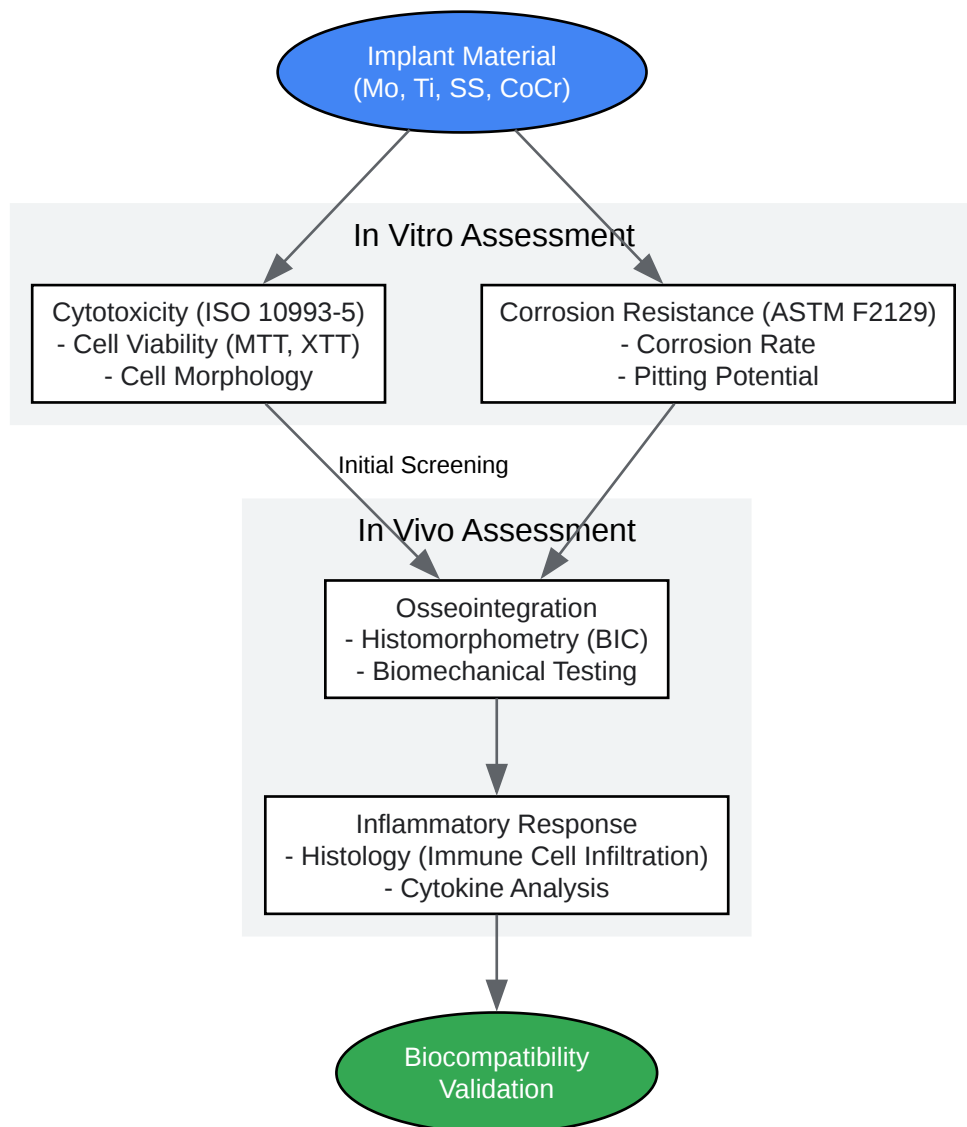 Implant Material
(Mo, Ti, SS, CoCr)
In Vitro Assessment
Cytotoxicity (ISO 10993-5)
- Cell Viability (MTT, XTT)
- Cell Morphology
Corrosion Resistance (ASTM F2129)
- Corrosion Rate
- Pitting Potential
Initial Screening
In Vivo Assessment
Osseointegration
- Histomorphometry (BIC)
- Biomechanical Testing
Inflammatory Response
- Histology (Immune Cell Infiltration)
- Cytokine Analysis
Biocompatibility
Validation